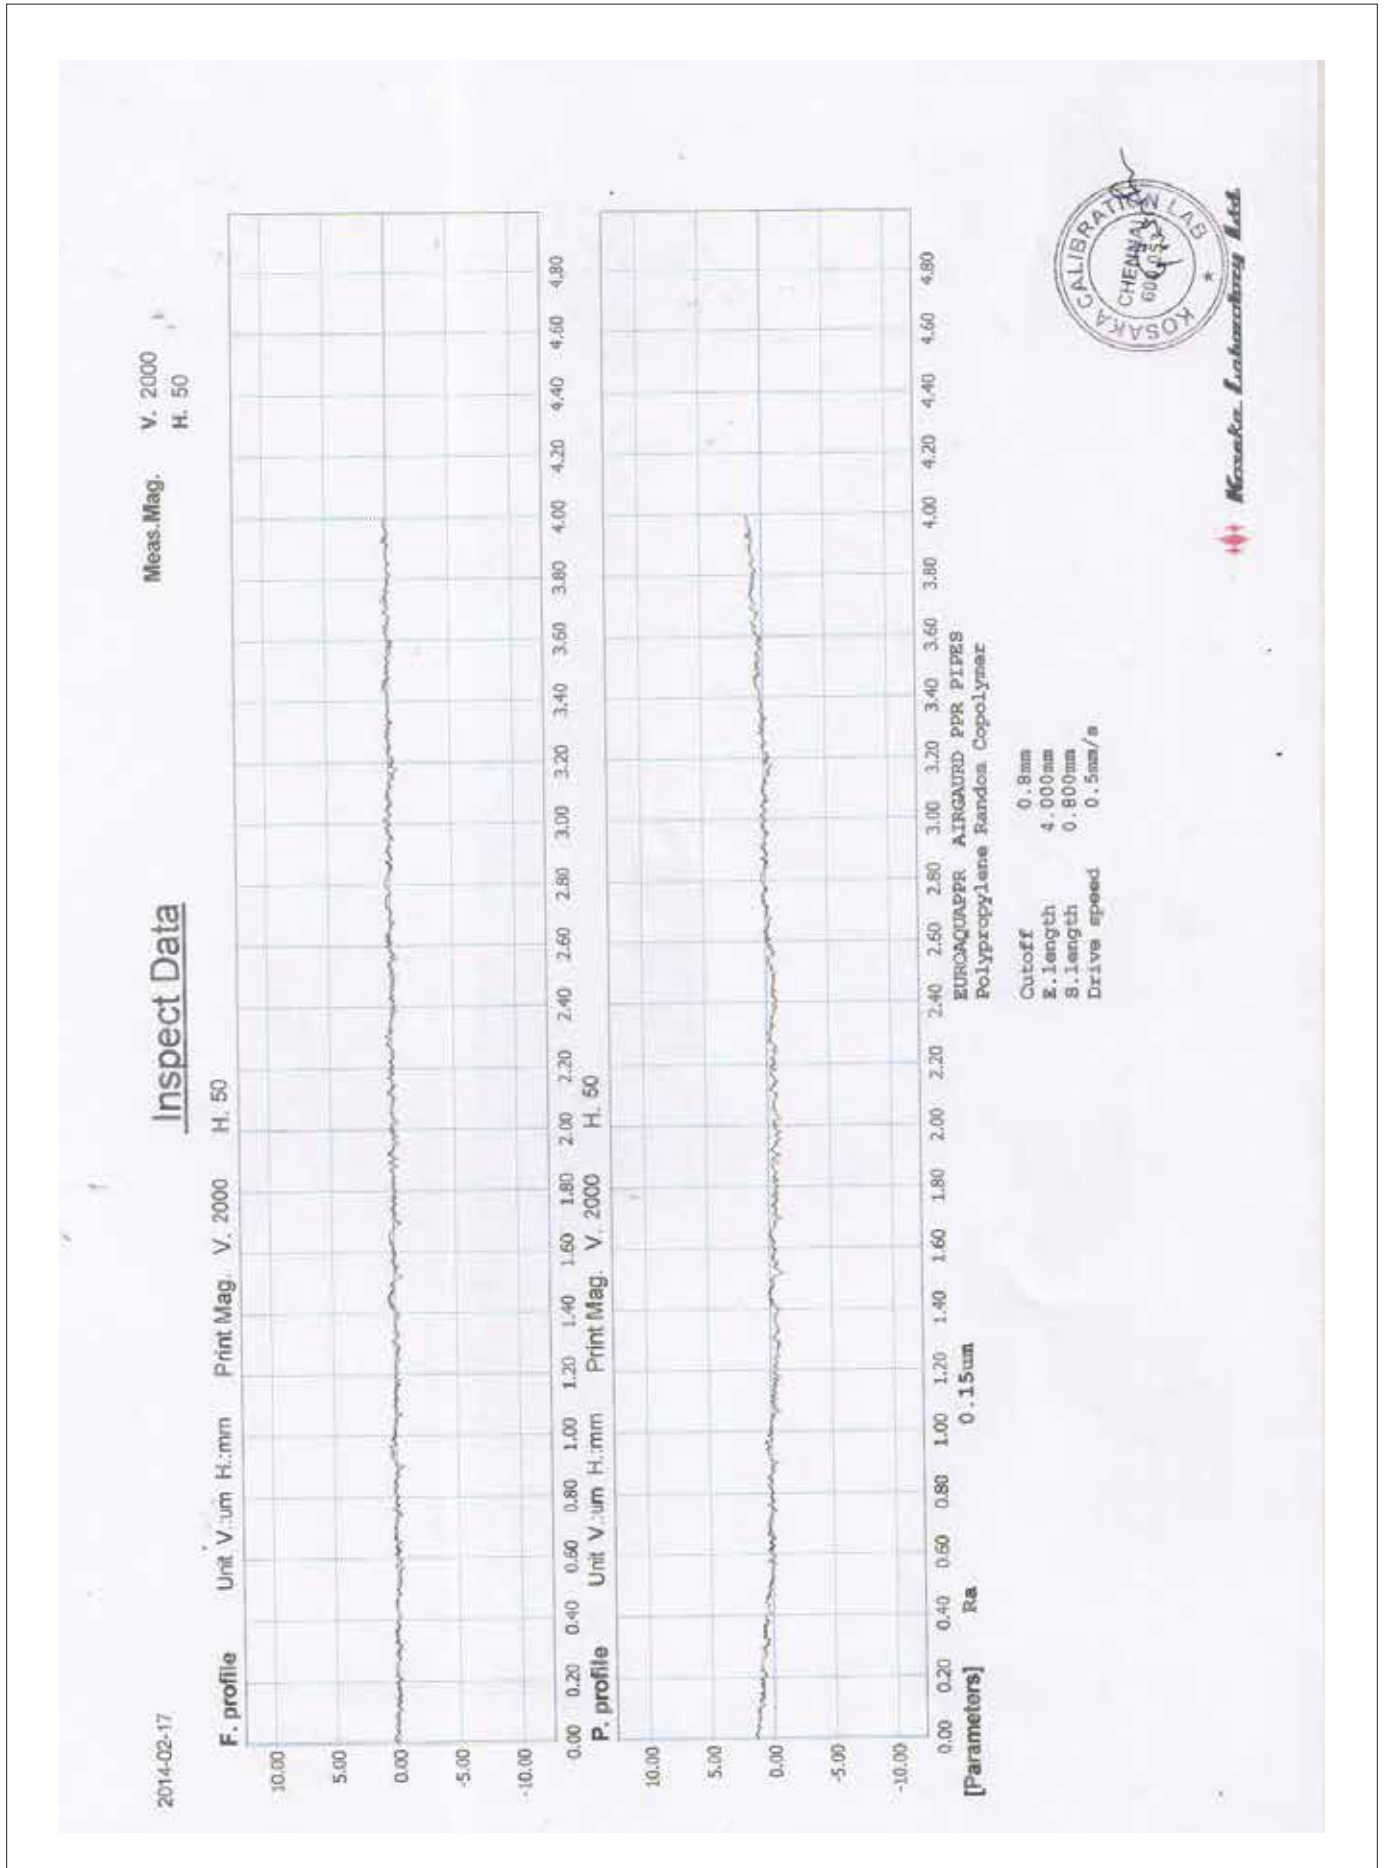 2014-02-17
Inspect Data
Meas.Mag. V. 2000
H. 50
F. profile Unit V.:um H.:mm Print Mag. V. 2000 H. 50
10.00
5.00
0.00
-5.00
-10.00
0.00 0.20 0.40 0.60 0.80 1.00 1.20 1.40 1.60 1.80 2.00 2.20 2.40 2.60 2.80 3.00 3.20 3.40 3.60 3.80 4.00 4.20 4.40 4.60 4.80
P. profile Unit V.:um H.:mm Print Mag. V. 2000 H. 50
10.00
5.00
0.00
-5.00
-10.00
0.00 0.20 0.40 0.60 0.80 1.00 1.20 1.40 1.60 1.80 2.00 2.20 2.40 2.60 2.80 3.00 3.20 3.40 3.60 3.80 4.00 4.20 4.40 4.60 4.80
[Parameters] Ra 0.15um
EUROAQUAPPR AIRGAURD PPR PIPES
Polypropylene Random Copolymer
Cutoff 0.8mm
E.length 4.000mm
S.length 0.800mm
Drive speed 0.5mm/s
KOSAKA CALIBRATION LAB
CHENNAI
Kosaka Laboratory Ltd.